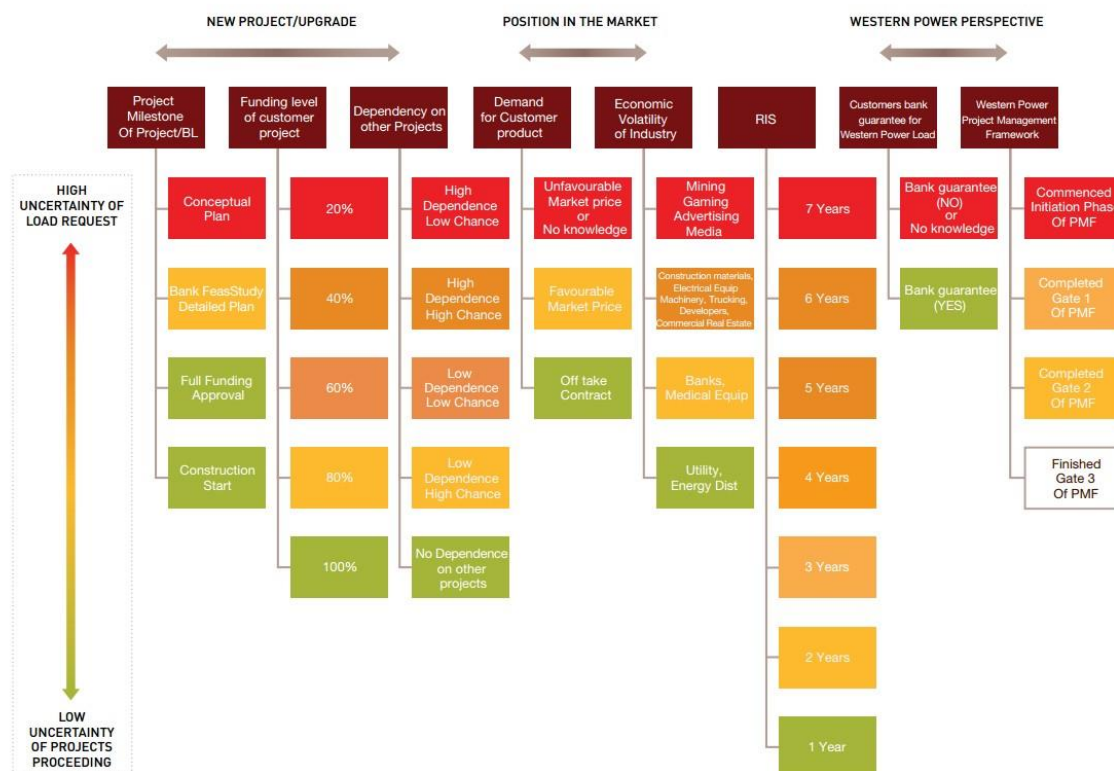 NEW PROJECT/UPGRADE
POSITION IN THE MARKET
WESTERN POWER PERSPECTIVE
Project
Milestone
Of Project/BL
Funding level
of customer
project
Dependency on
other Projects
Demand
for Customer
product
Economic
Volatility
of Industry
RIS
Customers bank
guarantee for
Western Power Load
Western Power
Project Management
Framework
HIGH
UNCERTAINTY OF
LOAD REQUEST
LOW
UNCERTAINTY
OF PROJECTS
PROCEEDING
Conceptual
Plan
Bank FeasStudy
Detailed Plan
Full Funding
Approval
Construction
Start
20%
40%
60%
80%
100%
High
Dependence
Low Chance
High
Dependence
High Chance
Low
Dependence
Low Chance
Low
Dependence
High Chance
No Dependence
on other
projects
Unfavourable
Market price
or
No knowledge
Favourable
Market Price
Off take
Contract
Mining
Gaming
Advertising
Media
Construction materials,
Electrical Equip
Machinery, Trucking,
Developers,
Commercial Real Estate
Banks,
Medical Equip
Utility,
Energy Dist
7 Years
6 Years
5 Years
4 Years
3 Years
2 Years
1 Year
Bank guarantee
(NO)
or
No knowledge
Bank guarantee
(YES)
Commenced
Initiation Phase
Of PMF
Completed
Gate 1
Of PMF
Completed
Gate 2
Of PMF
Finished
Gate 3
Of PMF